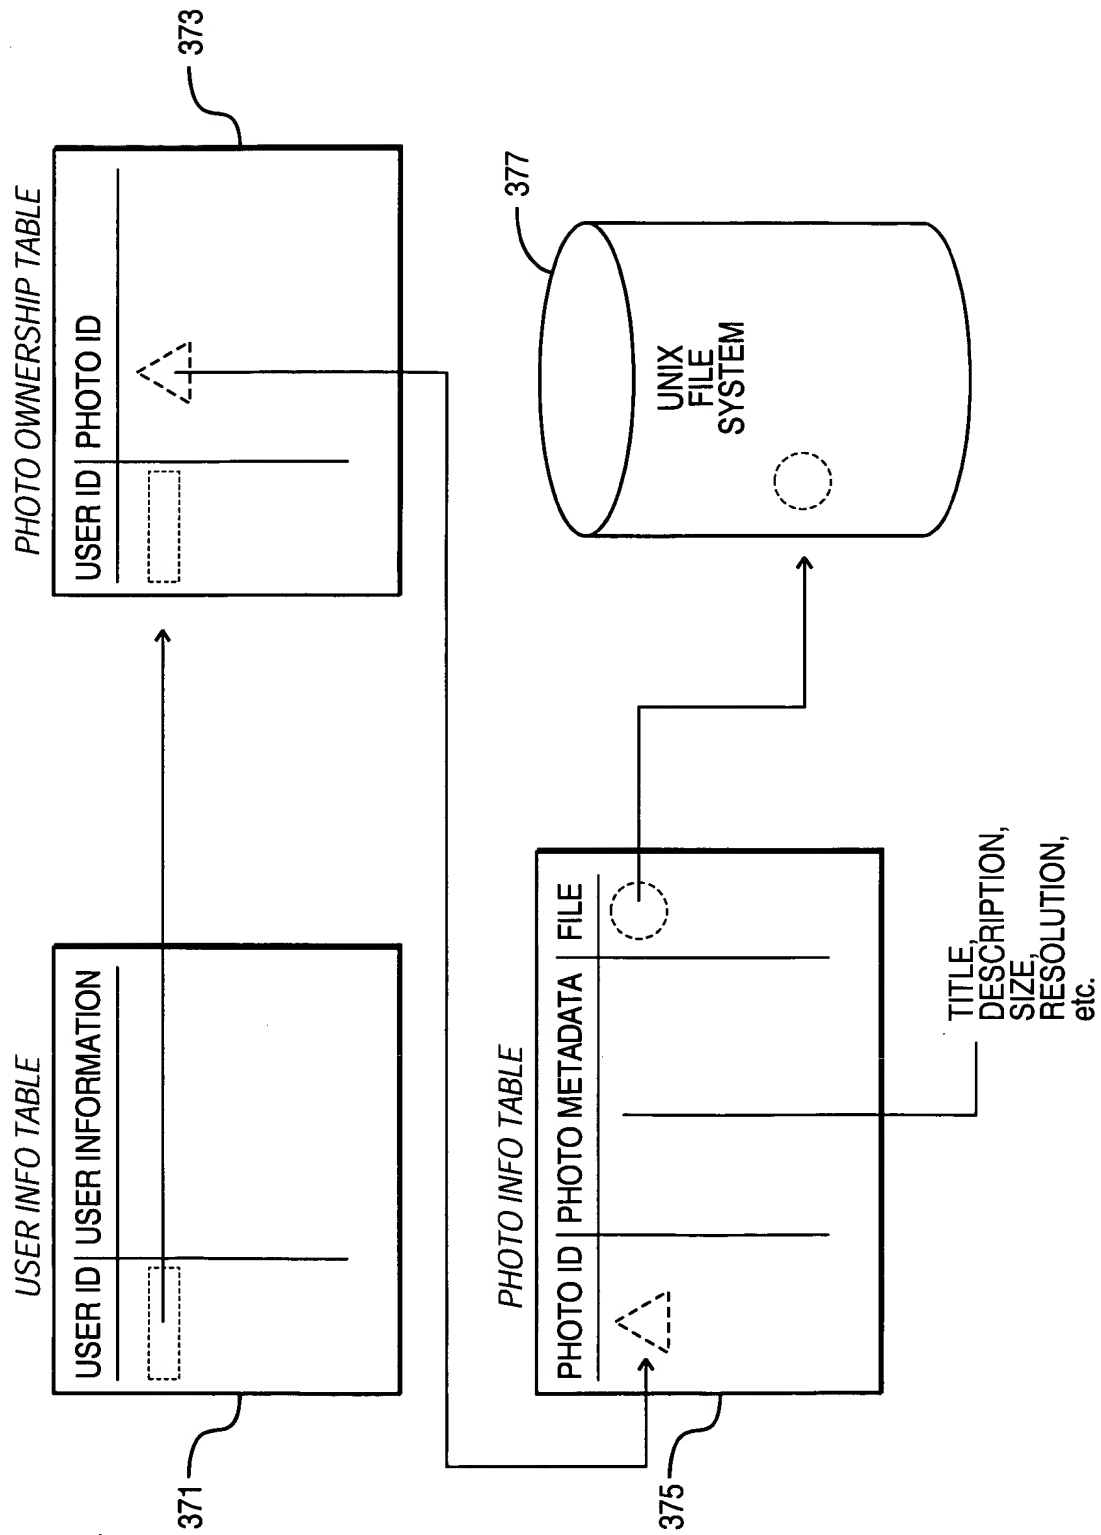 USER INFO TABLE
USER ID USER INFORMATION
371
PHOTO OWNERSHIP TABLE
USER ID PHOTO ID
373
PHOTO INFO TABLE
PHOTO ID PHOTO METADATA FILE
375
TITLE,
DESCRIPTION,
SIZE,
RESOLUTION,
etc.
377
UNIX
FILE
SYSTEM